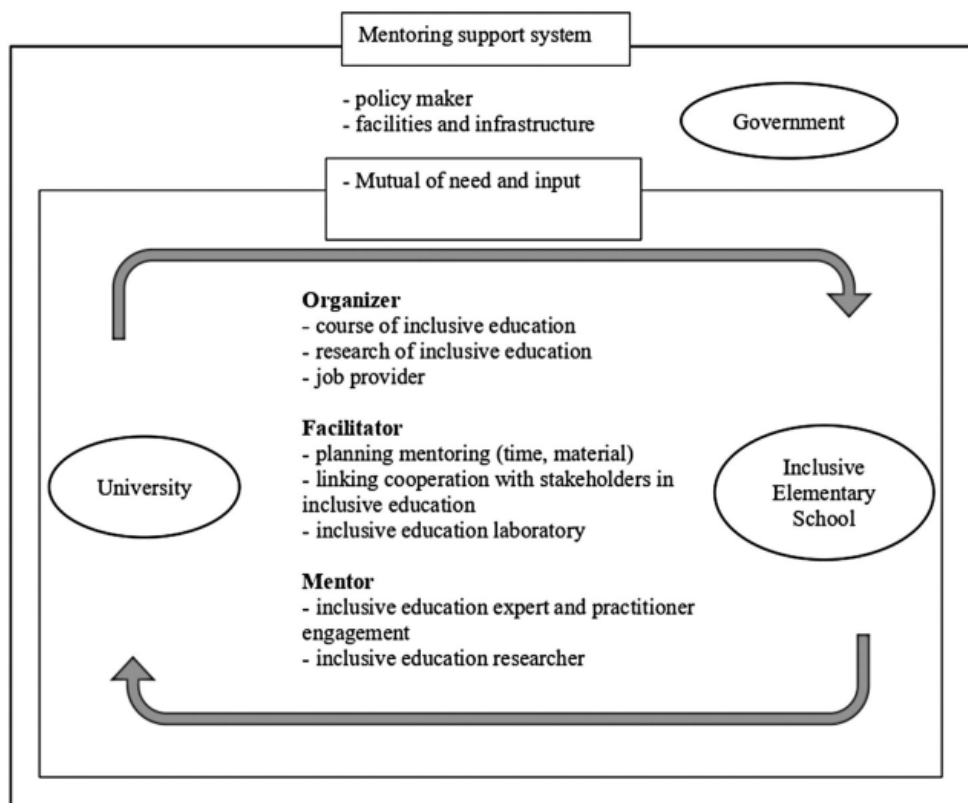 Mentoring support system
- policy maker
- facilities and infrastructure
Government
- Mutual of need and input
Organizer
- course of inclusive education
- research of inclusive education
- job provider
Facilitator
- planning mentoring (time, material)
- linking cooperation with stakeholders in
inclusive education
- inclusive education laboratory
University
Inclusive
Elementary
School
Mentor
- inclusive education expert and practitioner
engagement
- inclusive education researcher